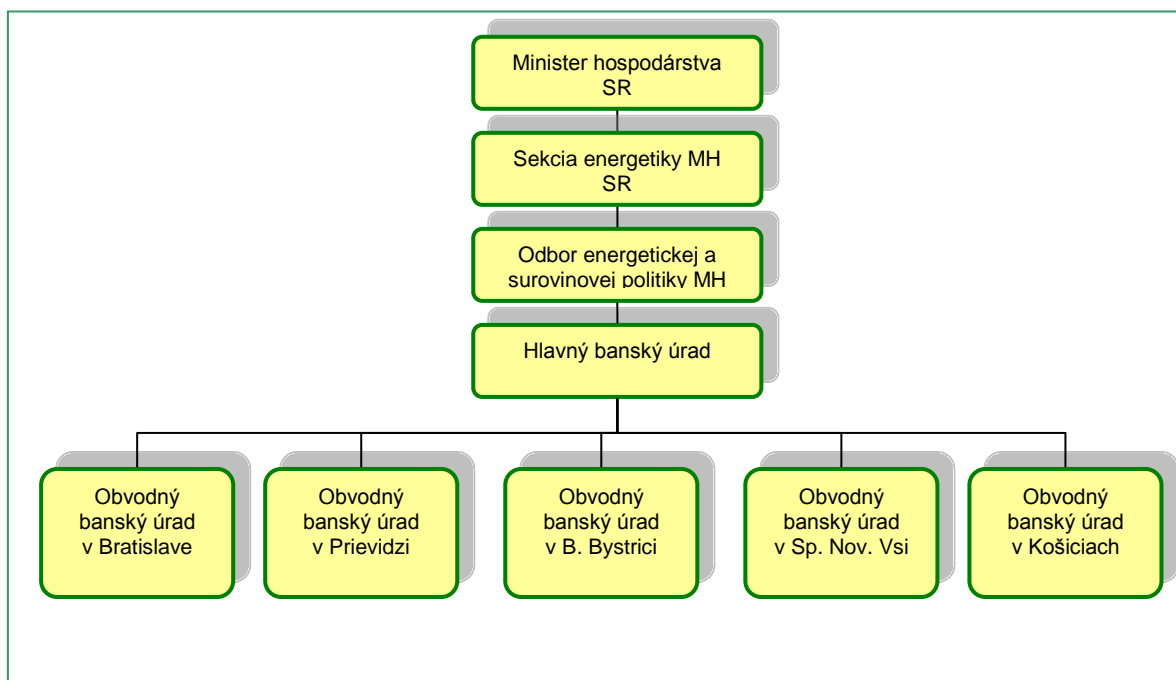 Minister hospodárstva
SR
Sekcia energetiky MH
SR
Odbor energetickej a
surovinovej politiky MH
Hlavný banský úrad
Obvodný
banský úrad
v Bratislave
Obvodný
banský úrad
v Prievidzi
Obvodný
banský úrad
v B. Bystrici
Obvodný
banský úrad
v Sp. Nov. Vsi
Obvodný
banský úrad
v Košiciach